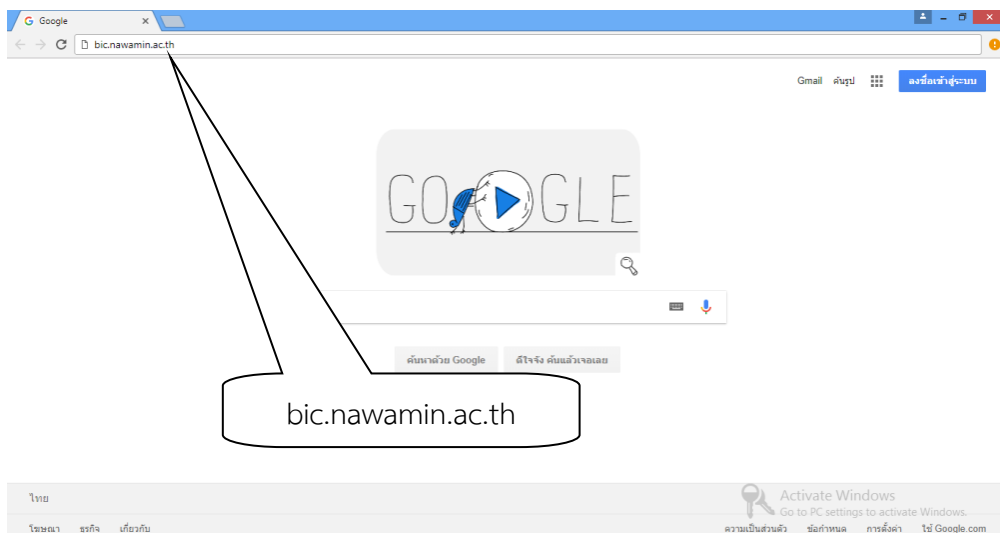 Google
bic.nawamin.ac.th
Gmail ค้นรูป ลงชื่อเข้าสู่ระบบ
GOOGLE
ค้นหาด้วย Google ดีใจจัง ค้นแล้วเจอเลย
bic.nawamin.ac.th
ไทย
Activate Windows
Go to PC settings to activate Windows.
โฆษณา ธุรกิจ เกี่ยวกับ ความเป็นส่วนตัว ข้อกำหนด การตั้งค่า ใช้ Google.com